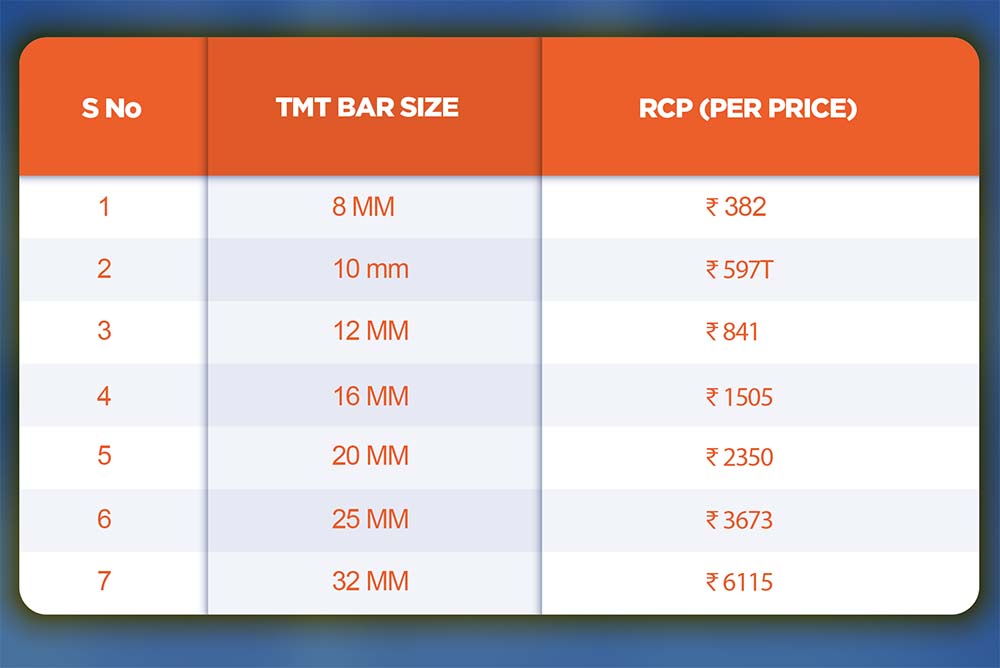 S No TMT BAR SIZE RCP (PER PRICE)
1 8 MM ₹ 382
2 10 mm ₹ 597T
3 12 MM ₹ 841
4 16 MM ₹ 1505
5 20 MM ₹ 2350
6 25 MM ₹ 3673
7 32 MM ₹ 6115